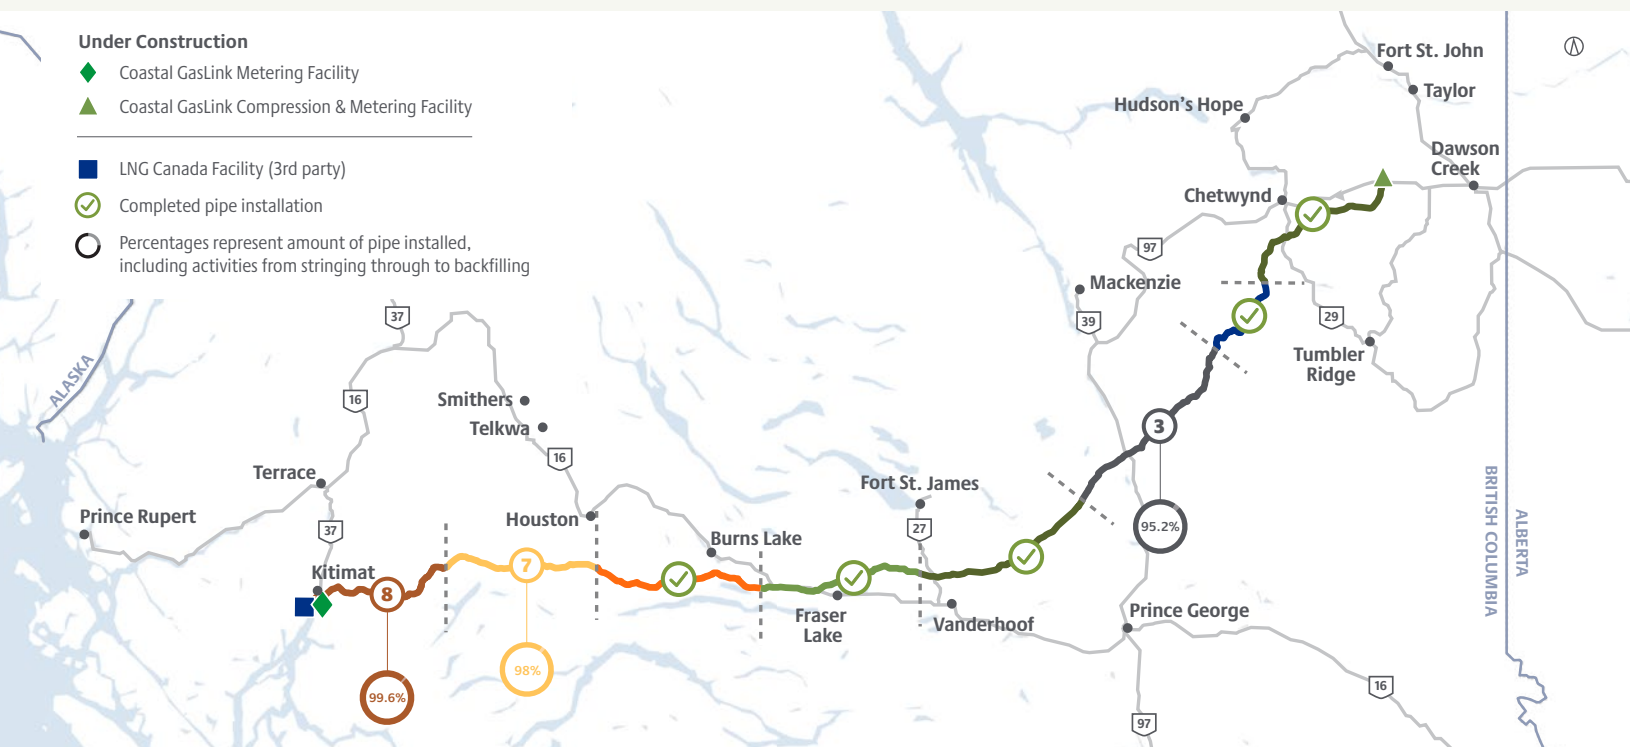 Under Construction
Coastal GasLink Metering Facility
Coastal GasLink Compression & Metering Facility
LNG Canada Facility (3rd party)
Completed pipe installation
Percentages represent amount of pipe installed,
including activities from stringing through to backfilling
Fort St. John
Taylor
Hudson's Hope
Dawson
Creek
Chetwynd
97
Mackenzie
39
29
Tumbler
Ridge
37
ALASKA
16
Smithers
Telkwa
16
3
Terrace
Prince Rupert
37
Houston
Fort St. James
27
95.2%
BRITISH COLUMBIA
ALBERTA
Burns Lake
Kitimat
8
7
Fraser
Lake
Vanderhoof
Prince George
99.6%
98%
16
97